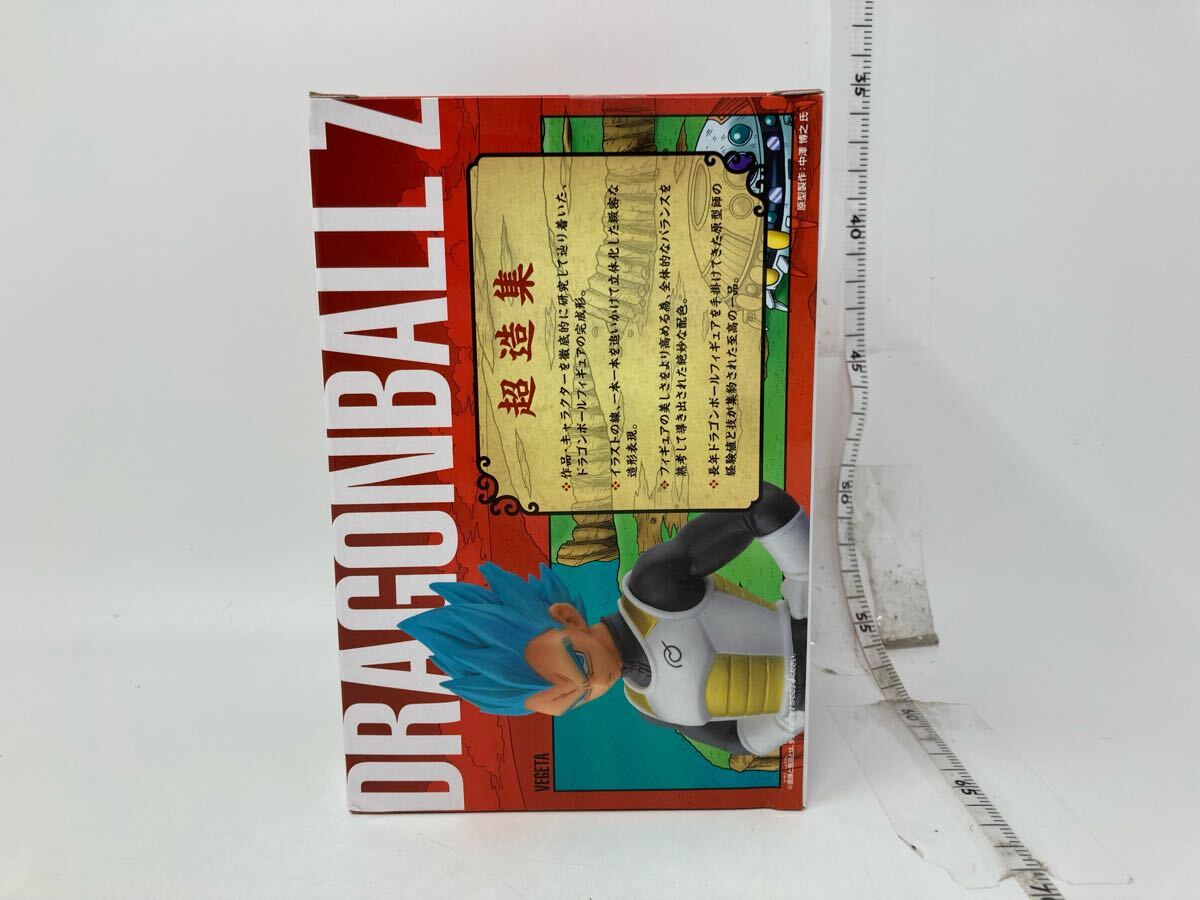 DRAGONBALL Z
超造集
❖作品、キャラクターを徹底的に研究して辿り着いた、
ドラゴンボールフィギュアの完成形。
❖イラストの線、一本一本を追いかけて立体化した緻密な
造形表現。
❖フィギュアの美しさをより高める為、全体的なバランスを
熟考して導き出された絶妙な配色。
❖長年ドラゴンボールフィギュアを手掛けてきた原型師の
経験値と技が集約された至高の一品。
原型製作：中澤 博之 氏
VEGETA
35
40
45
50
55
60
65